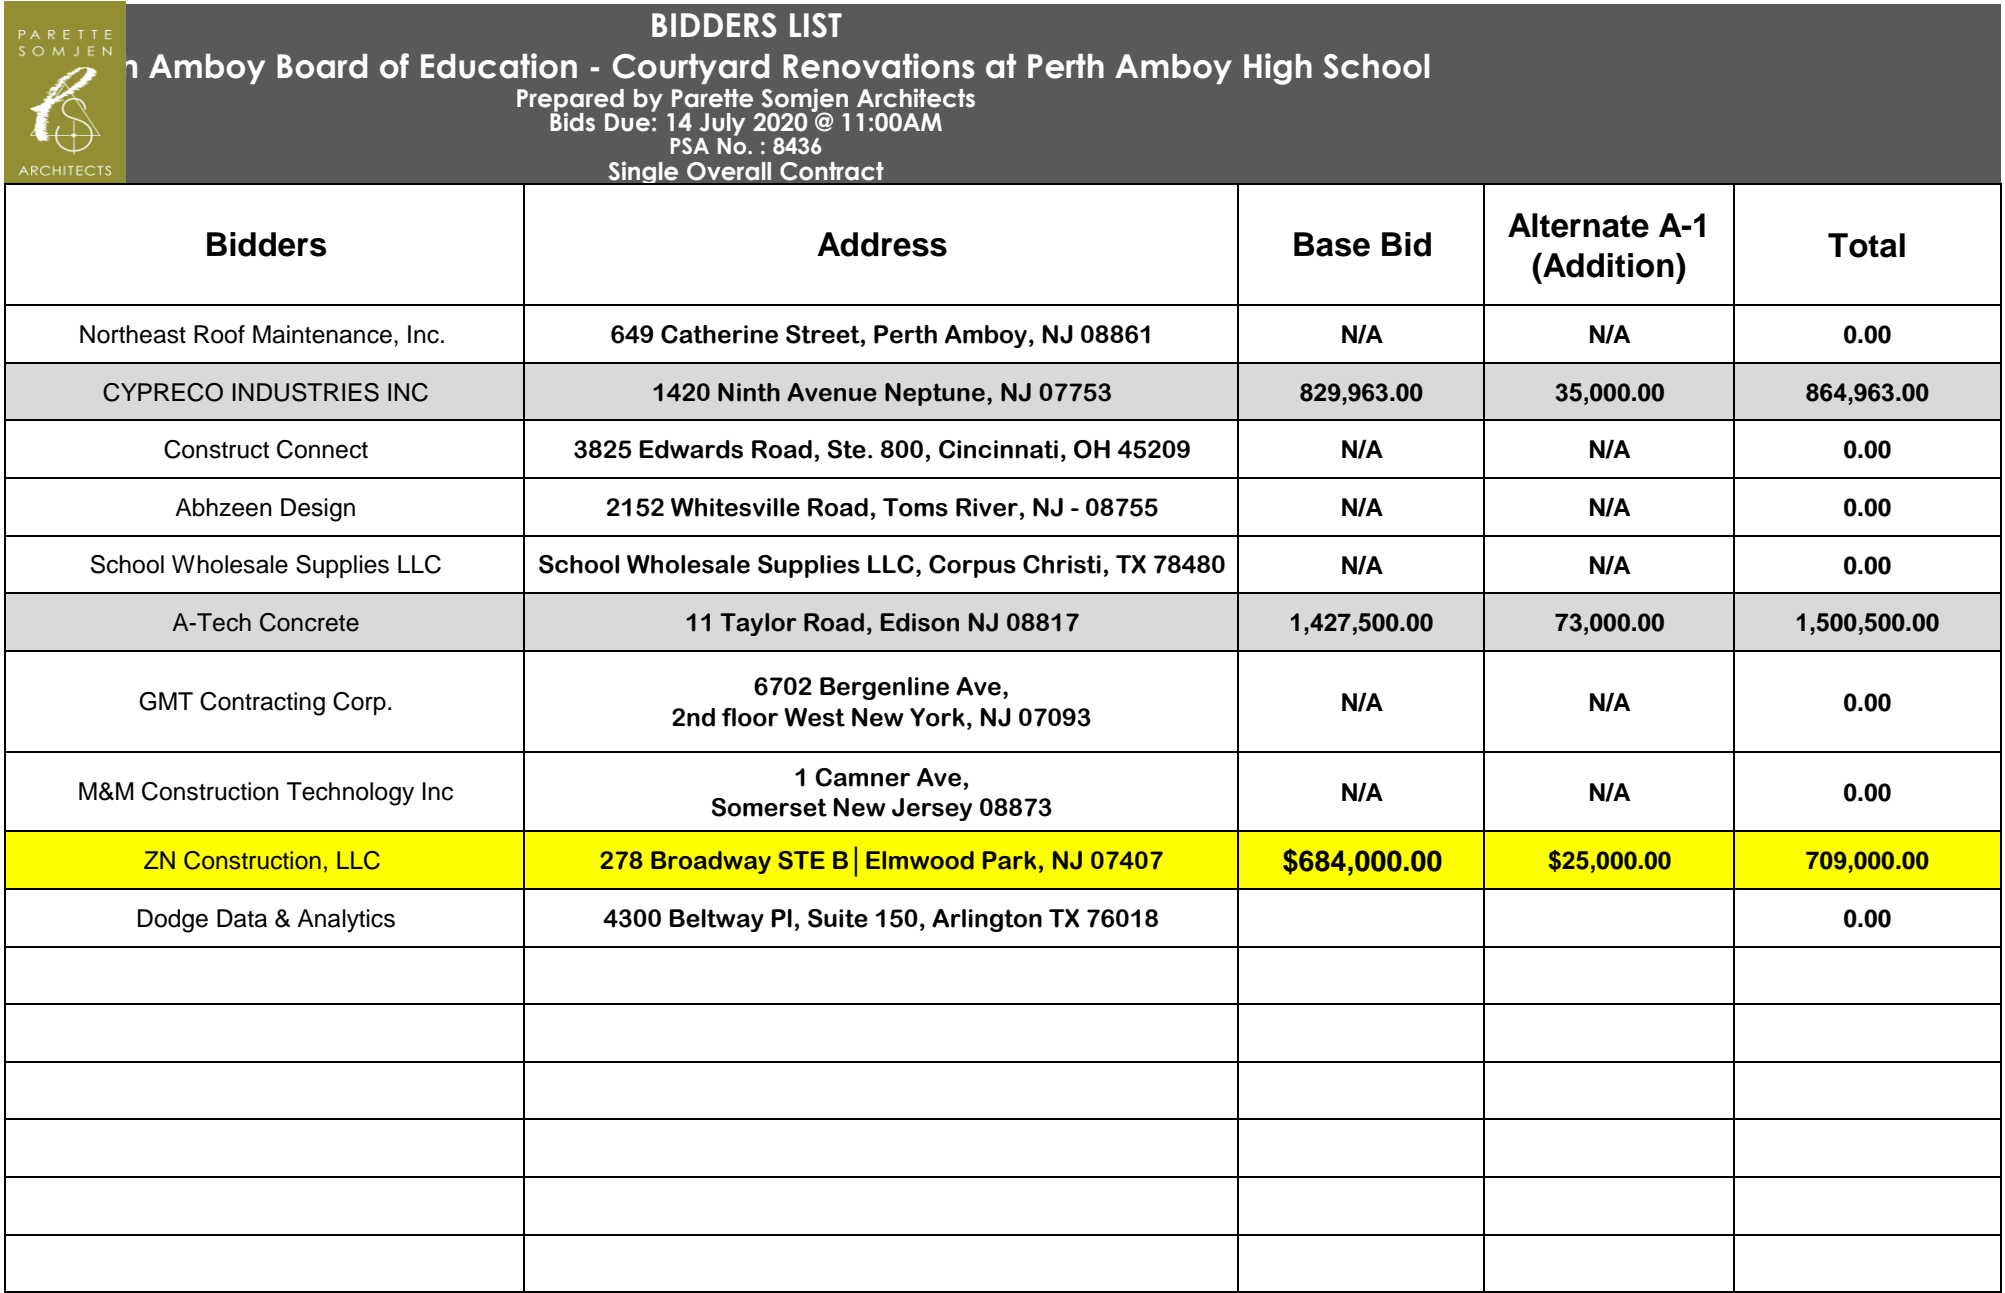 PARETTE
SOMJEN
ARCHITECTS
BIDDERS LIST
Amboy Board of Education - Courtyard Renovations at Perth Amboy High School
Prepared by Parette Somjen Architects
Bids Due: 14 July 2020 @ 11:00AM
PSA No. : 8436
Single Overall Contract
Bidders Address Base Bid Alternate A-1 (Addition) Total
Northeast Roof Maintenance, Inc. 649 Catherine Street, Perth Amboy, NJ 08861 N/A N/A 0.00
CYPRECO INDUSTRIES INC 1420 Ninth Avenue Neptune, NJ 07753 829,963.00 35,000.00 864,963.00
Construct Connect 3825 Edwards Road, Ste. 800, Cincinnati, OH 45209 N/A N/A 0.00
Abhzeen Design 2152 Whitesville Road, Toms River, NJ - 08755 N/A N/A 0.00
School Wholesale Supplies LLC School Wholesale Supplies LLC, Corpus Christi, TX 78480 N/A N/A 0.00
A-Tech Concrete 11 Taylor Road, Edison NJ 08817 1,427,500.00 73,000.00 1,500,500.00
GMT Contracting Corp. 6702 Bergenline Ave,
2nd floor West New York, NJ 07093 N/A N/A 0.00
M&M Construction Technology Inc 1 Camner Ave,
Somerset New Jersey 08873 N/A N/A 0.00
ZN Construction, LLC 278 Broadway STE B│Elmwood Park, NJ 07407 $684,000.00 $25,000.00 709,000.00
Dodge Data & Analytics 4300 Beltway Pl, Suite 150, Arlington TX 76018 0.00